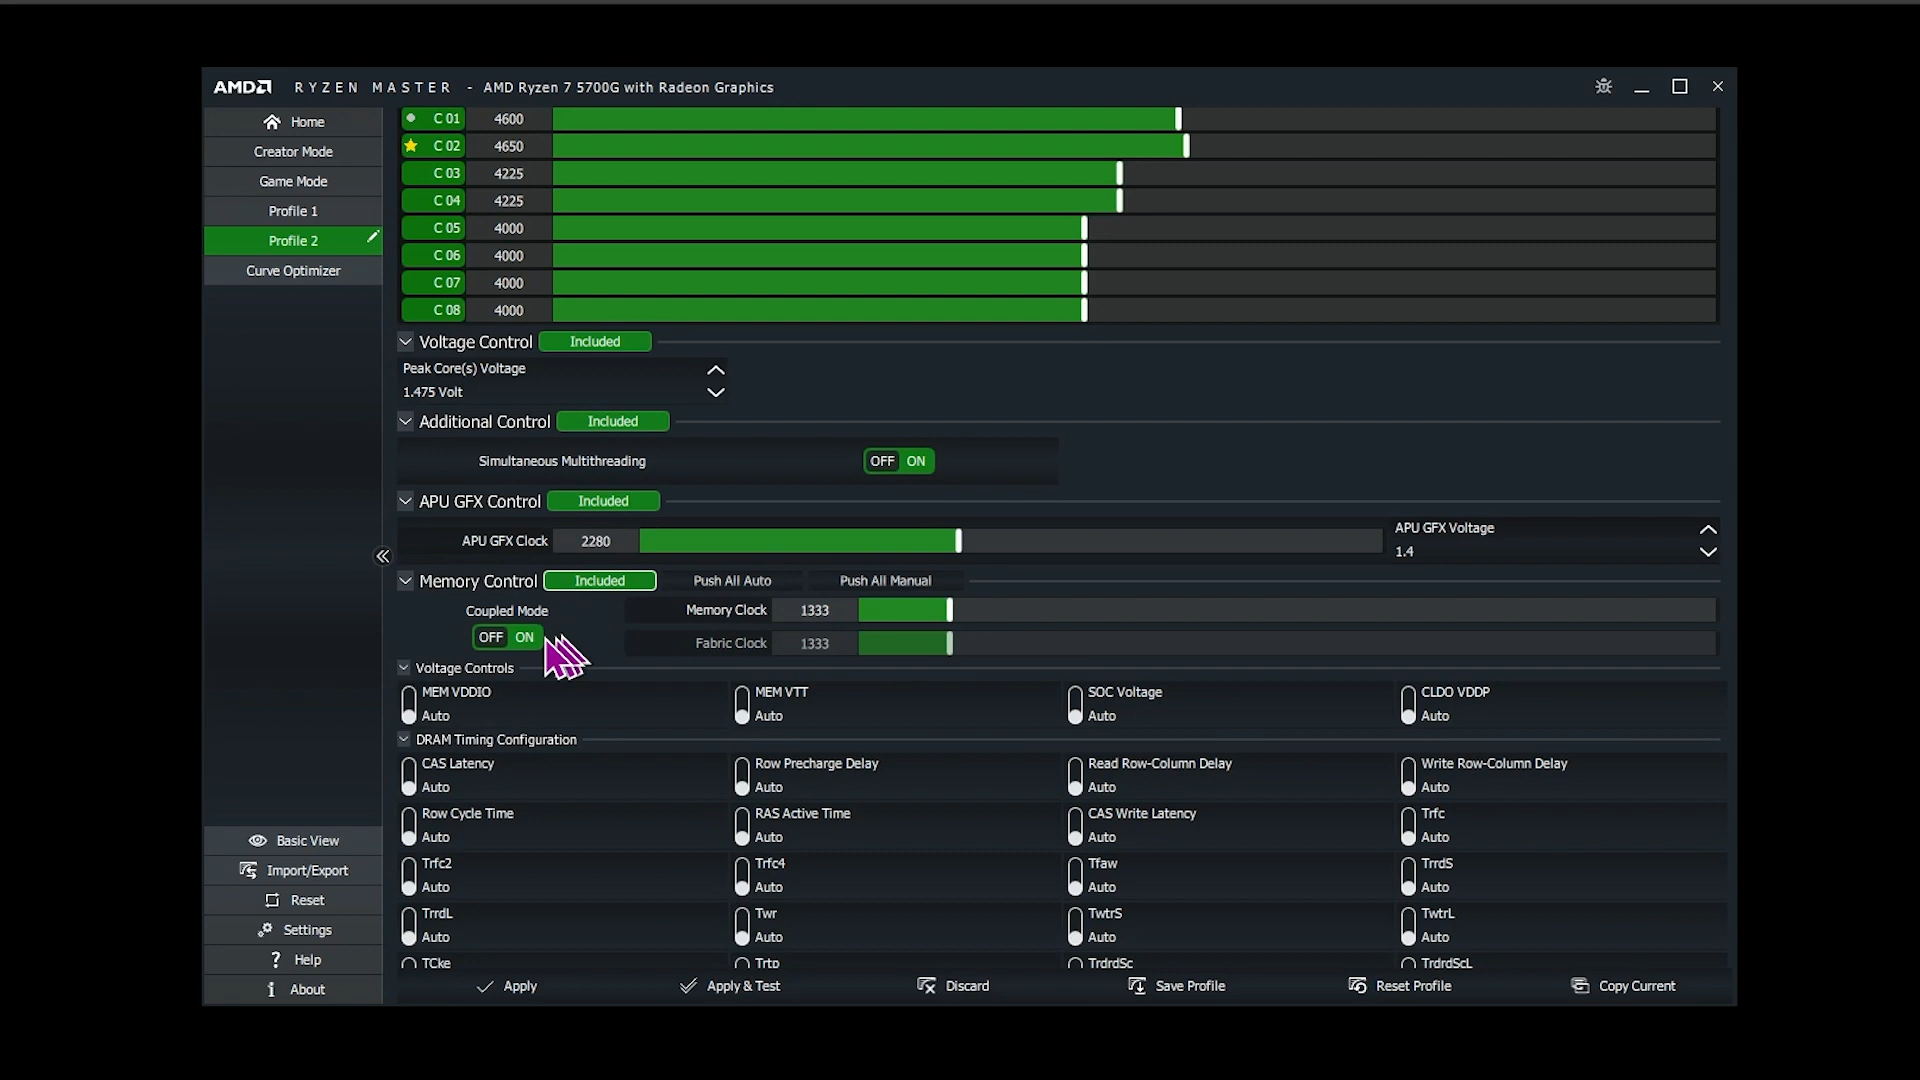 AMD RYZEN MASTER - AMD Ryzen 7 5700G with Radeon Graphics
Home
Creator Mode
Game Mode
Profile 1
Profile 2
Curve Optimizer
C 01 4600
C 02 4650
C 03 4225
C 04 4225
C 05 4000
C 06 4000
C 07 4000
C 08 4000
Voltage Control Included
Peak Core(s) Voltage
1.475 Volt
Additional Control Included
Simultaneous Multithreading OFF ON
APU GFX Control Included
APU GFX Clock 2280
APU GFX Voltage
1.4
Memory Control Included Push All Auto Push All Manual
Coupled Mode
OFF ON
Memory Clock 1333
Fabric Clock 1333
Voltage Controls
MEM VDDIO
Auto
MEM VTT
Auto
SOC Voltage
Auto
CLDO VDDP
Auto
DRAM Timing Configuration
CAS Latency
Auto
Row Precharge Delay
Auto
Read Row-Column Delay
Auto
Write Row-Column Delay
Auto
Row Cycle Time
Auto
RAS Active Time
Auto
CAS Write Latency
Auto
Trfc
Auto
Trfc2
Auto
Trfc4
Auto
Tfaw
Auto
TrrdS
Auto
TrrdL
Auto
Twr
Auto
TwtrS
Auto
TwtrL
Auto
TCke
Trtp
TrdrdSc
TrdrdScL
Basic View
Import/Export
Reset
Settings
Help
About
Apply
Apply & Test
Discard
Save Profile
Reset Profile
Copy Current